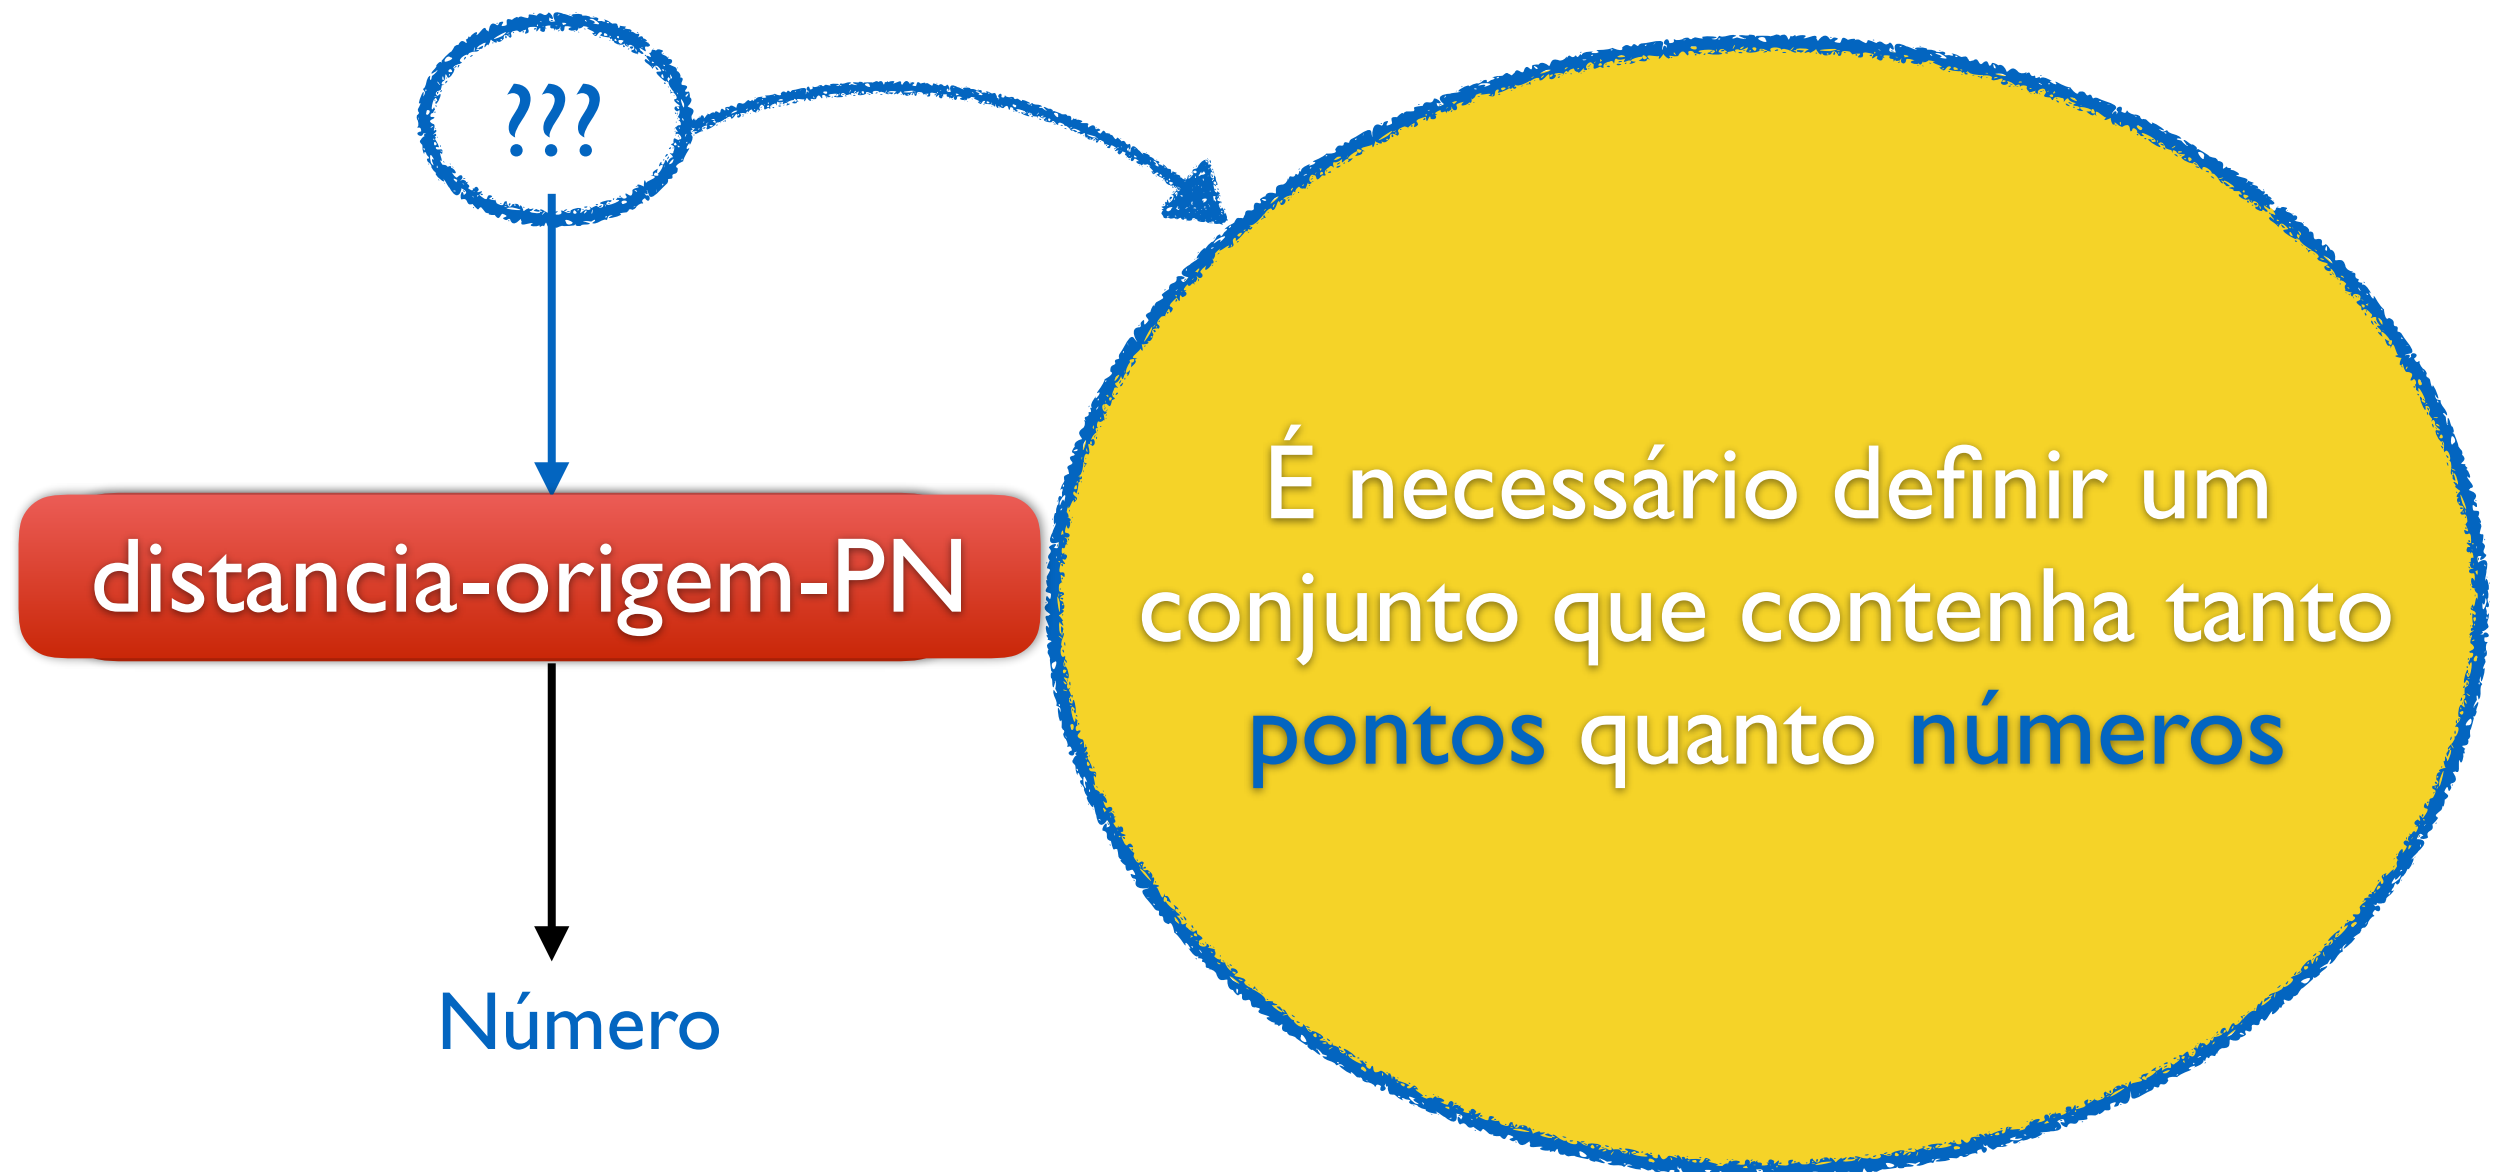 ???
distancia-origem-PN
Número
É necessário definir um
conjunto que contenha tanto
pontos quanto números